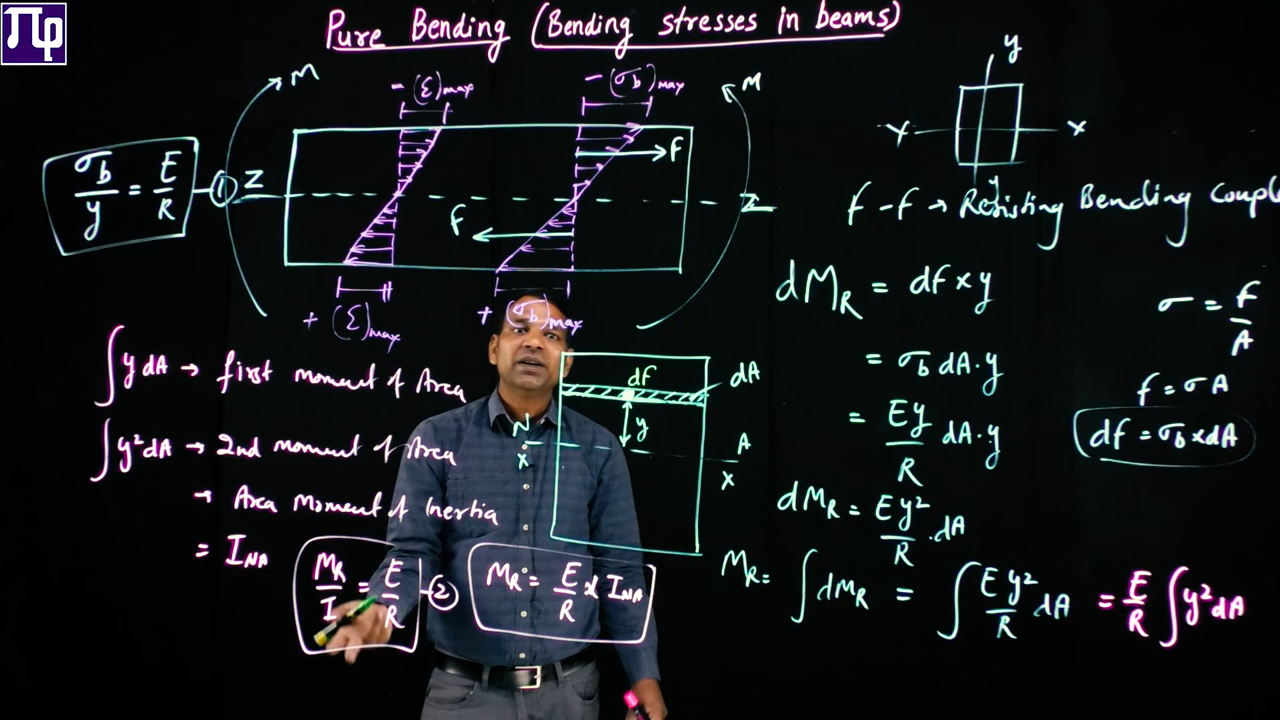 πφ
Pure Bending (Bending stresses in beams)
M
- (ε)max
- (σb)max
M
y
x
x
y
σb/y = E/R - ①
Z
Z
f
f
f - f → Resisting Bending Couple
+ (ε)max
+ (σb)max
dMR = df × y
σ = f/A
= σb dA · y
f = σ A
= Ey/R dA · y
df = σb × dA
dMR = Ey²/R · dA
MR = ∫ dMR = ∫ Ey²/R dA = E/R ∫ y² dA
∫ y dA → first moment of Area
∫ y² dA → 2nd moment of Area
→ Area Moment of Inertia
= INA
df
dA
y
N
A
x
x
MR/I = E/R - ②
MR = E/R × INA